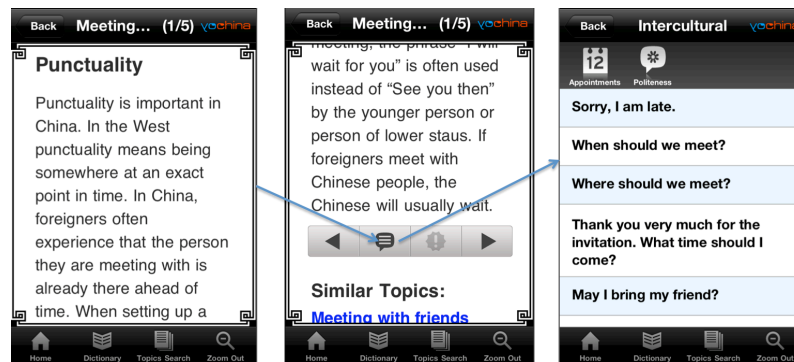 Back Meeting... (1/5) yochina
Punctuality
Punctuality is important in
China. In the West
punctuality means being
somewhere at an exact
point in time. In China,
foreigners often
experience that the person
they are meeting with is
already there ahead of
time. When setting up a
Home Dictionary Topics Search Zoom Out
Back Meeting... (1/5) yochina
meeting, the phrase “I will
wait for you” is often used
instead of “See you then”
by the younger person or
person of lower staus. If
foreigners meet with
Chinese people, the
Chinese will usually wait.
Similar Topics:
Meeting with friends
Home Dictionary Topics Search Zoom Out
Back Intercultural yochina
12
Appointments Politeness
Sorry, I am late.
When should we meet?
Where should we meet?
Thank you very much for the
invitation. What time should I
come?
May I bring my friend?
Home Dictionary Topics Search Zoom Out